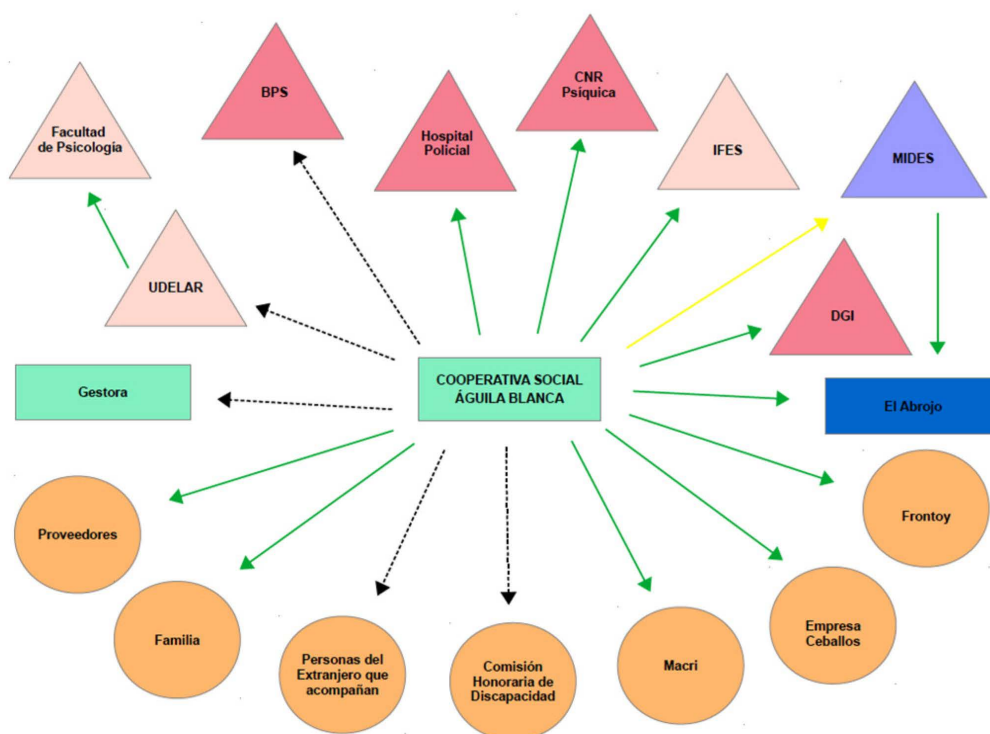 Facultad
de Psicología
BPS
Hospital
Policial
CNR
Psiquica
IFES
MIDES
UDELAR
DGI
Gestora
COOPERATIVA SOCIAL
ÁGUILA BLANCA
El Abrojo
Proveedores
Frontoy
Familia
Personas del
Extranjero que
acompañan
Comisión
Honoraria de
Discapacidad
Macri
Empresa
Ceballos